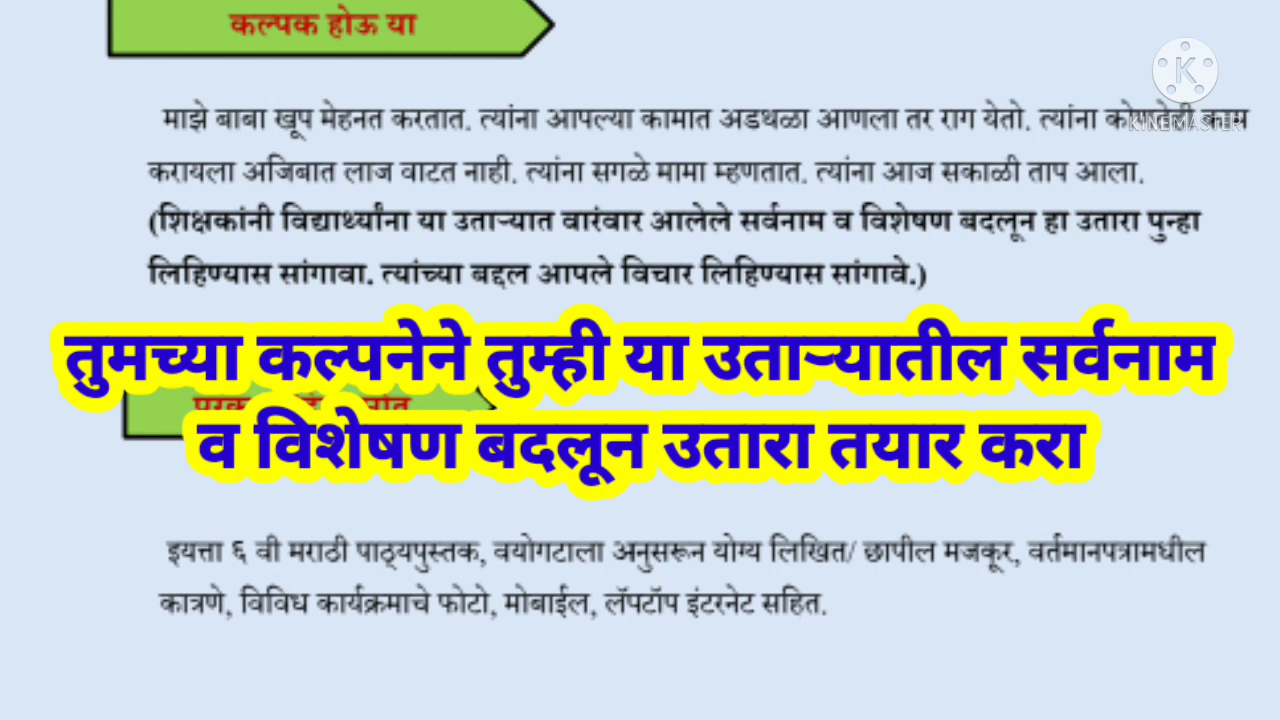 कल्पक होऊ या
माझे बाबा खूप मेहनत करतात. त्यांना आपल्या कामात अडथळा आणला तर राग येतो. त्यांना
KINEMASTER
करायला अजिबात लाज वाटत नाही. त्यांना सगळे मामा म्हणतात. त्यांना आज सकाळी ताप आला.
(शिक्षकांनी विद्यार्थ्यांना या उताऱ्यात वारंवार आलेले सर्वनाम व विशेषण बदलून हा उतारा पुन्हा
लिहिण्यास सांगावा. त्यांच्या बद्दल आपले विचार लिहिण्यास सांगावे.)
तुमच्या कल्पनेने तुम्ही या उताऱ्यातील सर्वनाम
व विशेषण बदलून उतारा तयार करा
इयत्ता ६ वी मराठी पाठ्यपुस्तक, वयोगटाला अनुसरून योग्य लिखित/ छापील मजकूर, वर्तमानपत्रामधील
कात्रणे, विविध कार्यक्रमाचे फोटो, मोबाईल, लॅपटॉप इंटरनेट सहित.